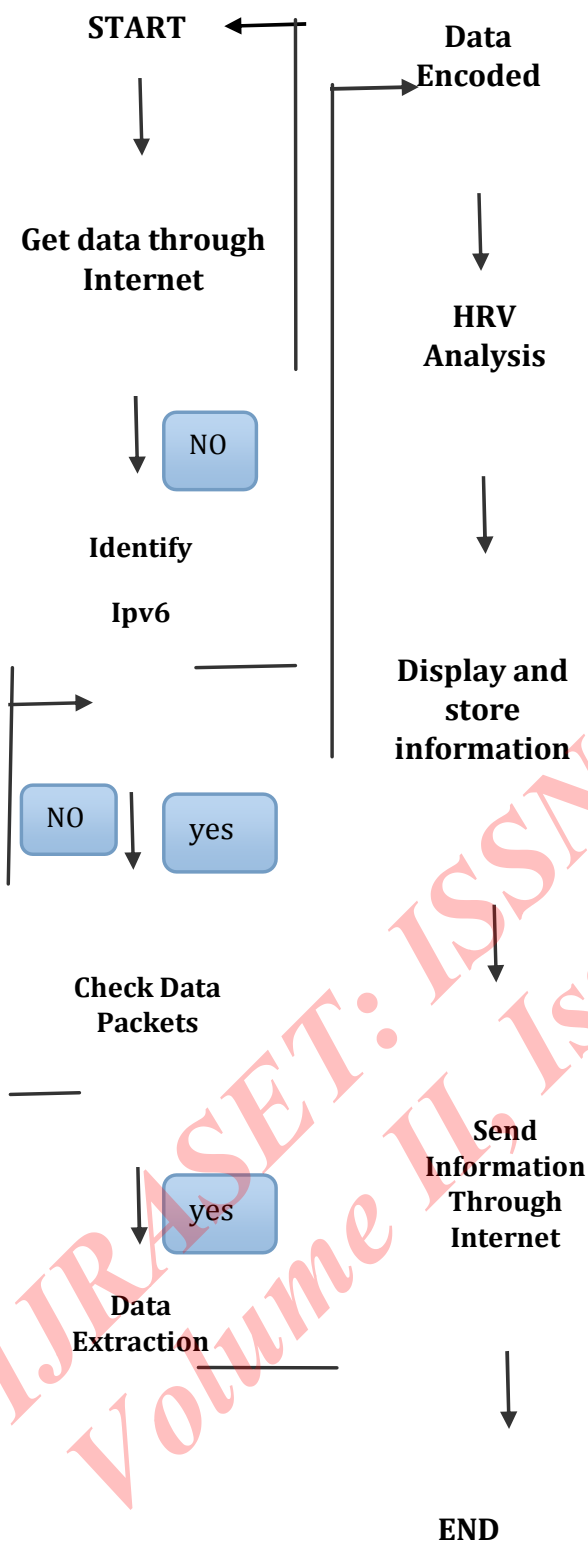 START
Get data through
Internet
NO
Identify
Ipv6
NO
yes
Check Data
Packets
yes
Data
Extraction
Data
Encoded
HRV
Analysis
Display and
store
information
Send
Information
Through
Internet
END
IJRASET: ISSN
Volume II, Iss